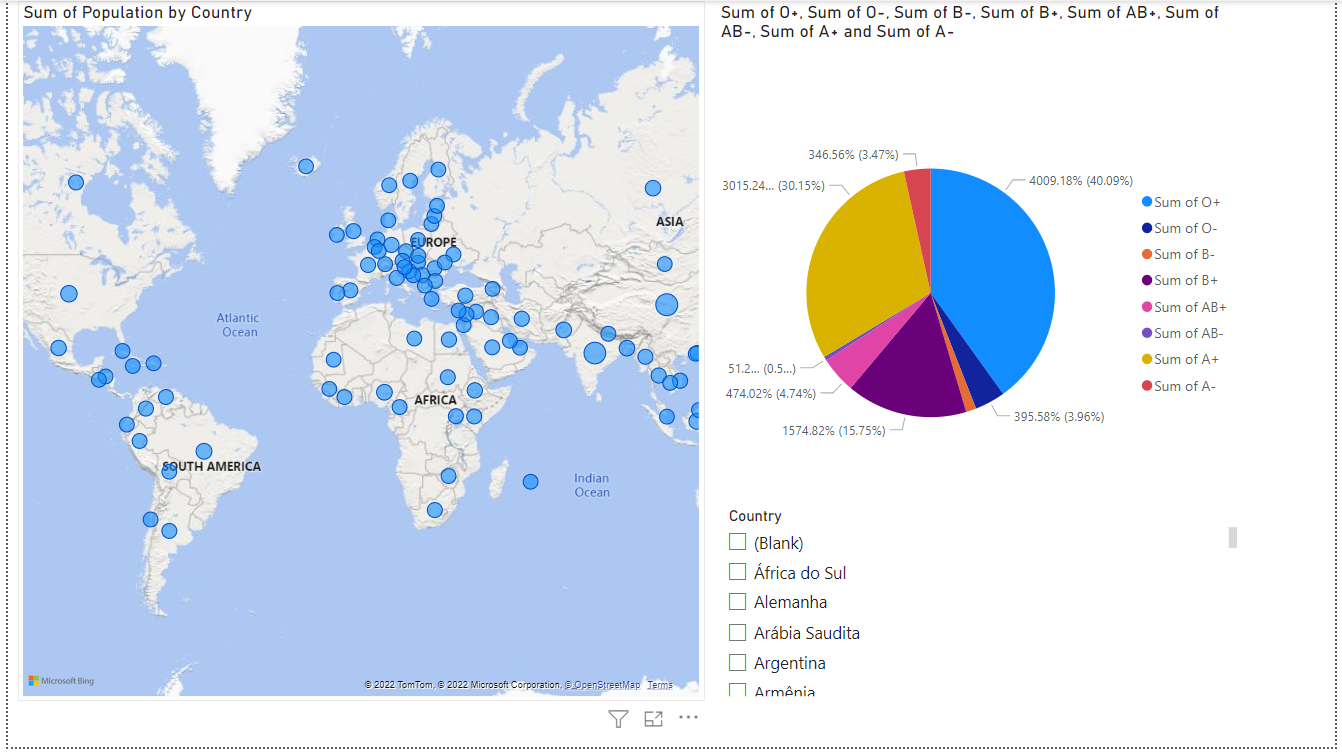 Sum of Population by Country
ASIA
EUROPE
Atlantic
Ocean
AFRICA
SOUTH AMERICA
Indian
Ocean
Microsoft Bing
© 2022 TomTom, © 2022 Microsoft Corporation, © OpenStreetMap Terms
Sum of O+, Sum of O-, Sum of B-, Sum of B+, Sum of AB+, Sum of
AB-, Sum of A+ and Sum of A-
346.56% (3.47%)
3015.24... (30.15%)
4009.18% (40.09%)
51.2... (0.5...)
474.02% (4.74%)
1574.82% (15.75%)
395.58% (3.96%)
Sum of O+
Sum of O-
Sum of B-
Sum of B+
Sum of AB+
Sum of AB-
Sum of A+
Sum of A-
Country
(Blank)
África do Sul
Alemanha
Arábia Saudita
Argentina
Armênia